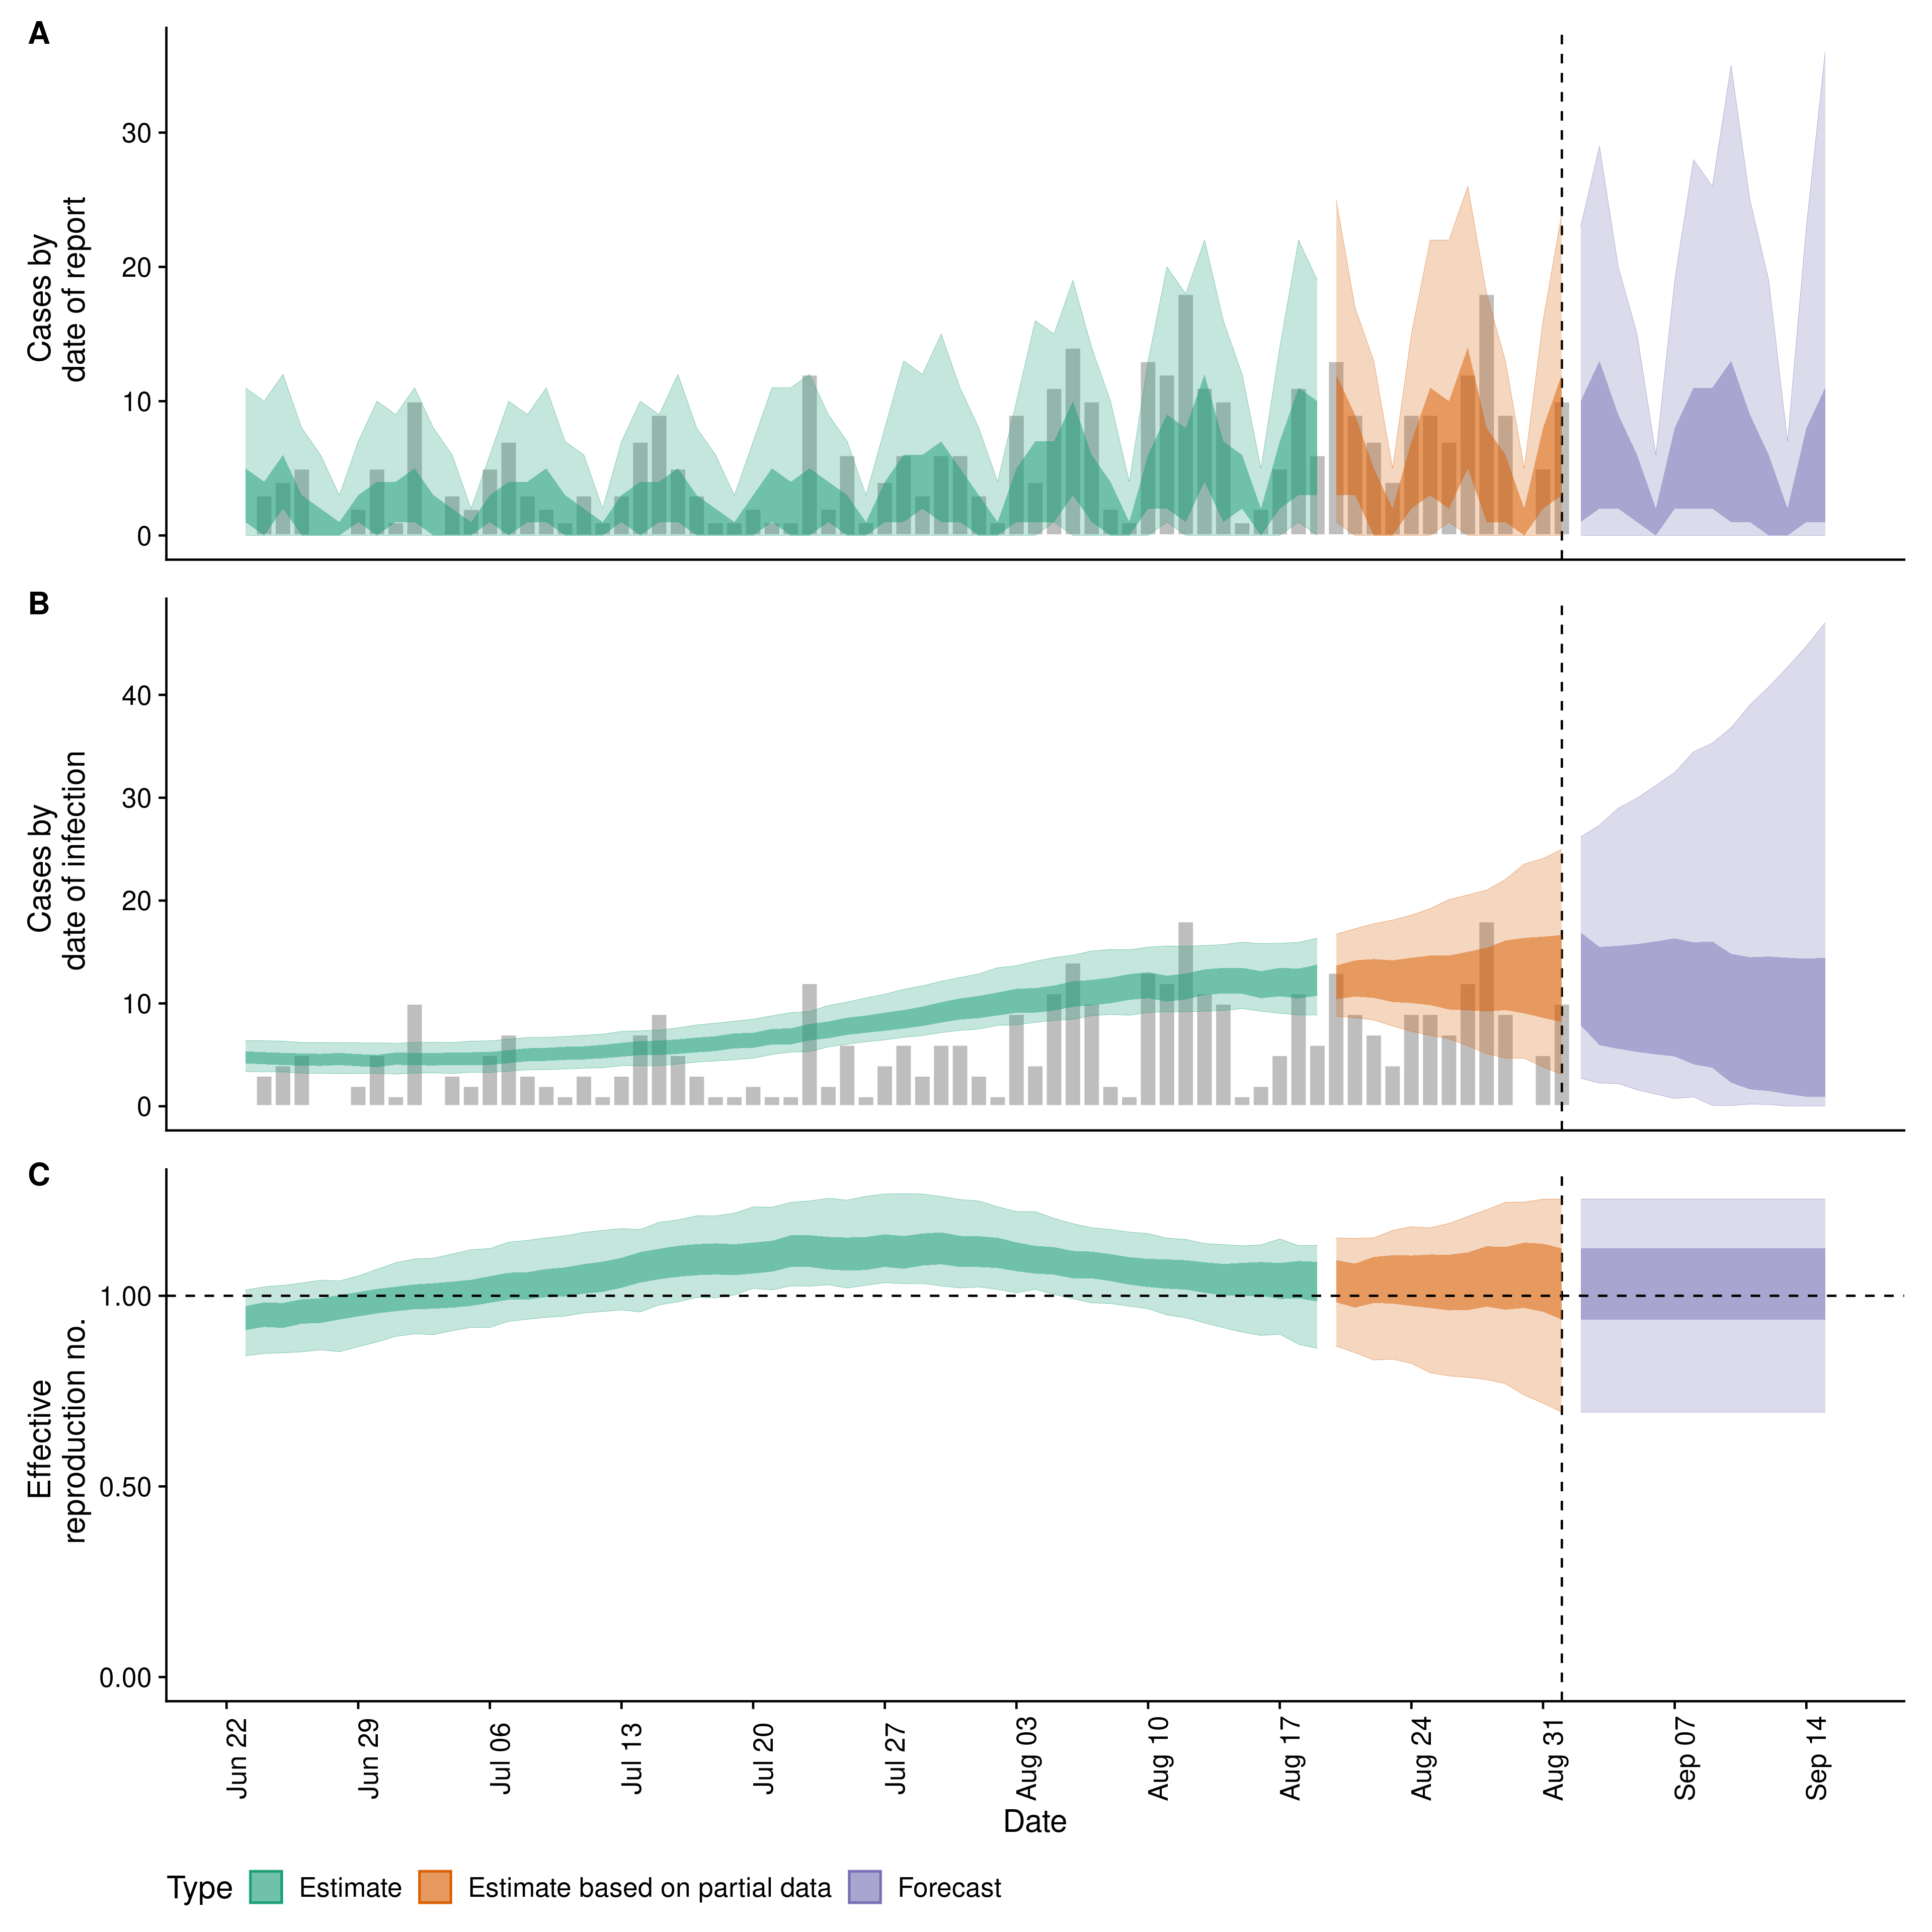 A
Cases by
date of report
30
20
10
0
B
Cases by
date of infection
40
30
20
10
0
C
Effective
reproduction no.
1.00
0.50
0.00
Jun 22
Jun 29
Jul 06
Jul 13
Jul 20
Jul 27
Aug 03
Aug 10
Aug 17
Aug 24
Aug 31
Sep 07
Sep 14
Date
Type Estimate Estimate based on partial data Forecast